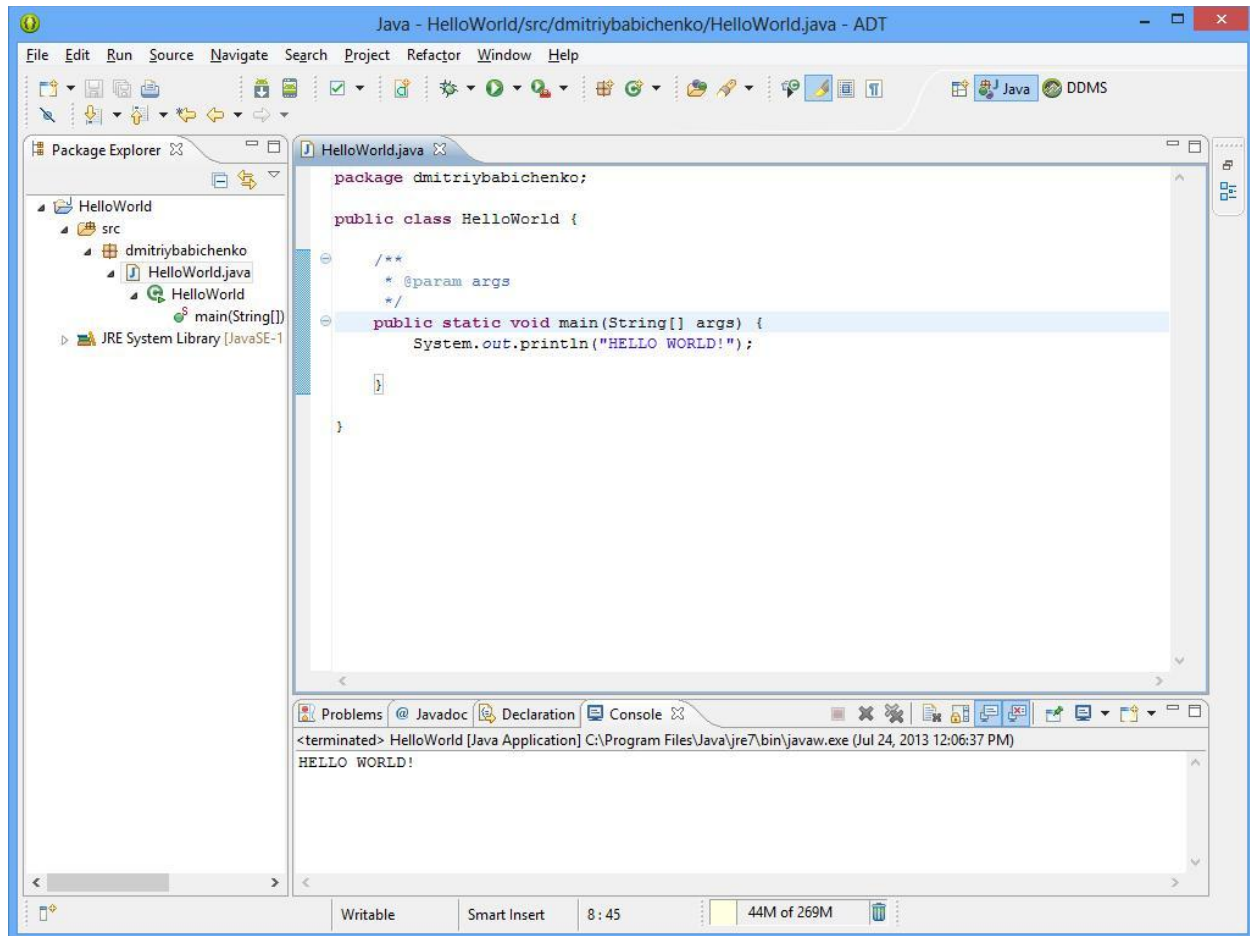 Java - HelloWorld/src/dmitriybabichenko/HelloWorld.java - ADT
File Edit Run Source Navigate Search Project Refactor Window Help
Java DDMS
Package Explorer
HelloWorld
src
dmitriybabichenko
HelloWorld.java
HelloWorld
main(String[])
JRE System Library [JavaSE-1
HelloWorld.java
package dmitriybabichenko;
public class HelloWorld {
/**
* @param args
*/
public static void main(String[] args) {
System.out.println("HELLO WORLD!");
}
}
Problems @ Javadoc Declaration Console
<terminated> HelloWorld [Java Application] C:\Program Files\Java\jre7\bin\javaw.exe (Jul 24, 2013 12:06:37 PM)
HELLO WORLD!
Writable Smart Insert 8 : 45 44M of 269M